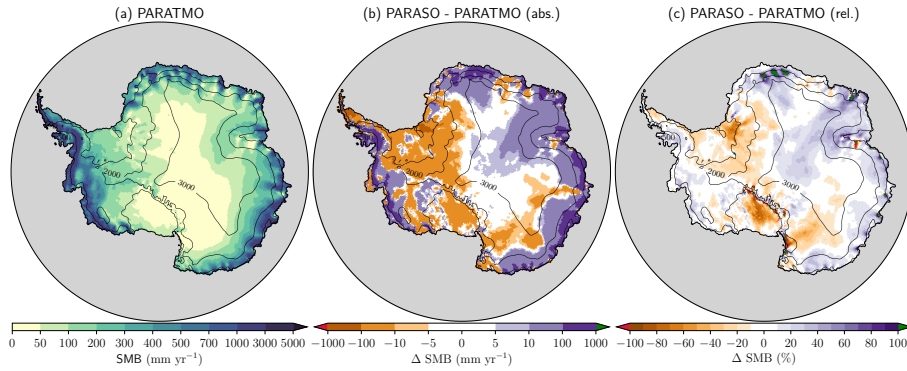 (a) PARATMO
(b) PARASO - PARATMO (abs.)
(c) PARASO - PARATMO (rel.)
2000
3000
2000
3000
2000
3000
0 50 100 200 300 400 500 700 1000 3000 5000
SMB (mm yr⁻¹)
−1000 −100 −10 −5 0 5 10 100 1000
Δ SMB (mm yr⁻¹)
−100 −80 −60 −40 −20 0 20 40 60 80 100
Δ SMB (%)